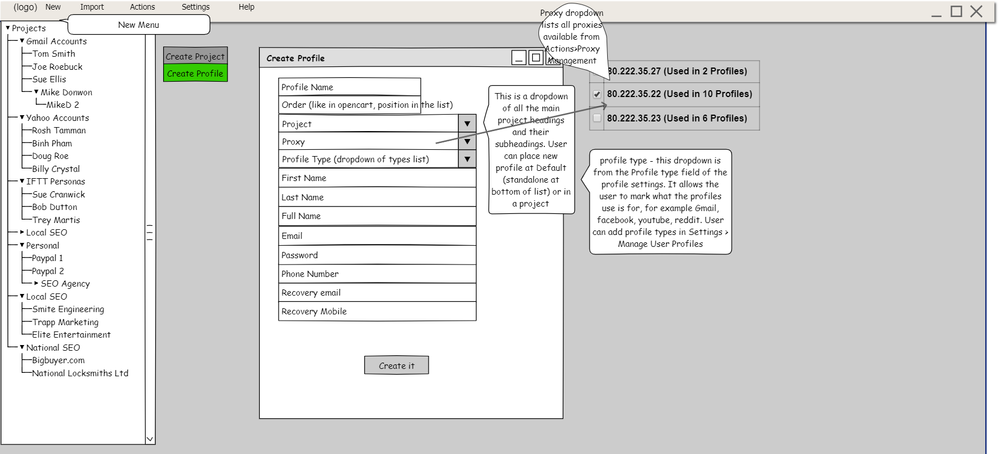 (logo) New Import Actions Settings Help
New Menu
Projects
Gmail Accounts
Tom Smith
Joe Roebuck
Sue Ellis
Mike Donwon
MikeD 2
Yahoo Accounts
Rosh Tamman
Binh Pham
Doug Roe
Billy Crystal
IFTT Personas
Sue Cranwick
Bob Dutton
Trey Martis
Local SEO
Personal
Paypal 1
Paypal 2
SEO Agency
Local SEO
Smite Engineering
Trapp Marketing
Elite Entertainment
National SEO
Bigbuyer.com
National Locksmiths Ltd
Create Project
Create Profile
Create Profile
Profile Name
Order (like in opencart, position in the list)
Project
Proxy
Profile Type (dropdown of types list)
First Name
Last Name
Full Name
Email
Password
Phone Number
Recovery email
Recovery Mobile
Create it
This is a dropdown
of all the main
project headings
and their
subheadings. User
can place new
profile at Default
(standalone at
bottom of list) or in
a project
Proxy dropdown
lists all proxies
available from
Actions>Proxy
Management
80.222.35.27 (Used in 2 Profiles)
80.222.35.22 (Used in 10 Profiles)
80.222.35.23 (Used in 6 Profiles)
profile type - this dropdown is
from the Profile type field of the
profile settings. It allows the
user to mark what the profiles
use is for, for example Gmail,
facebook, youtube, reddit. User
can add profile types in Settings >
Manage User Profiles